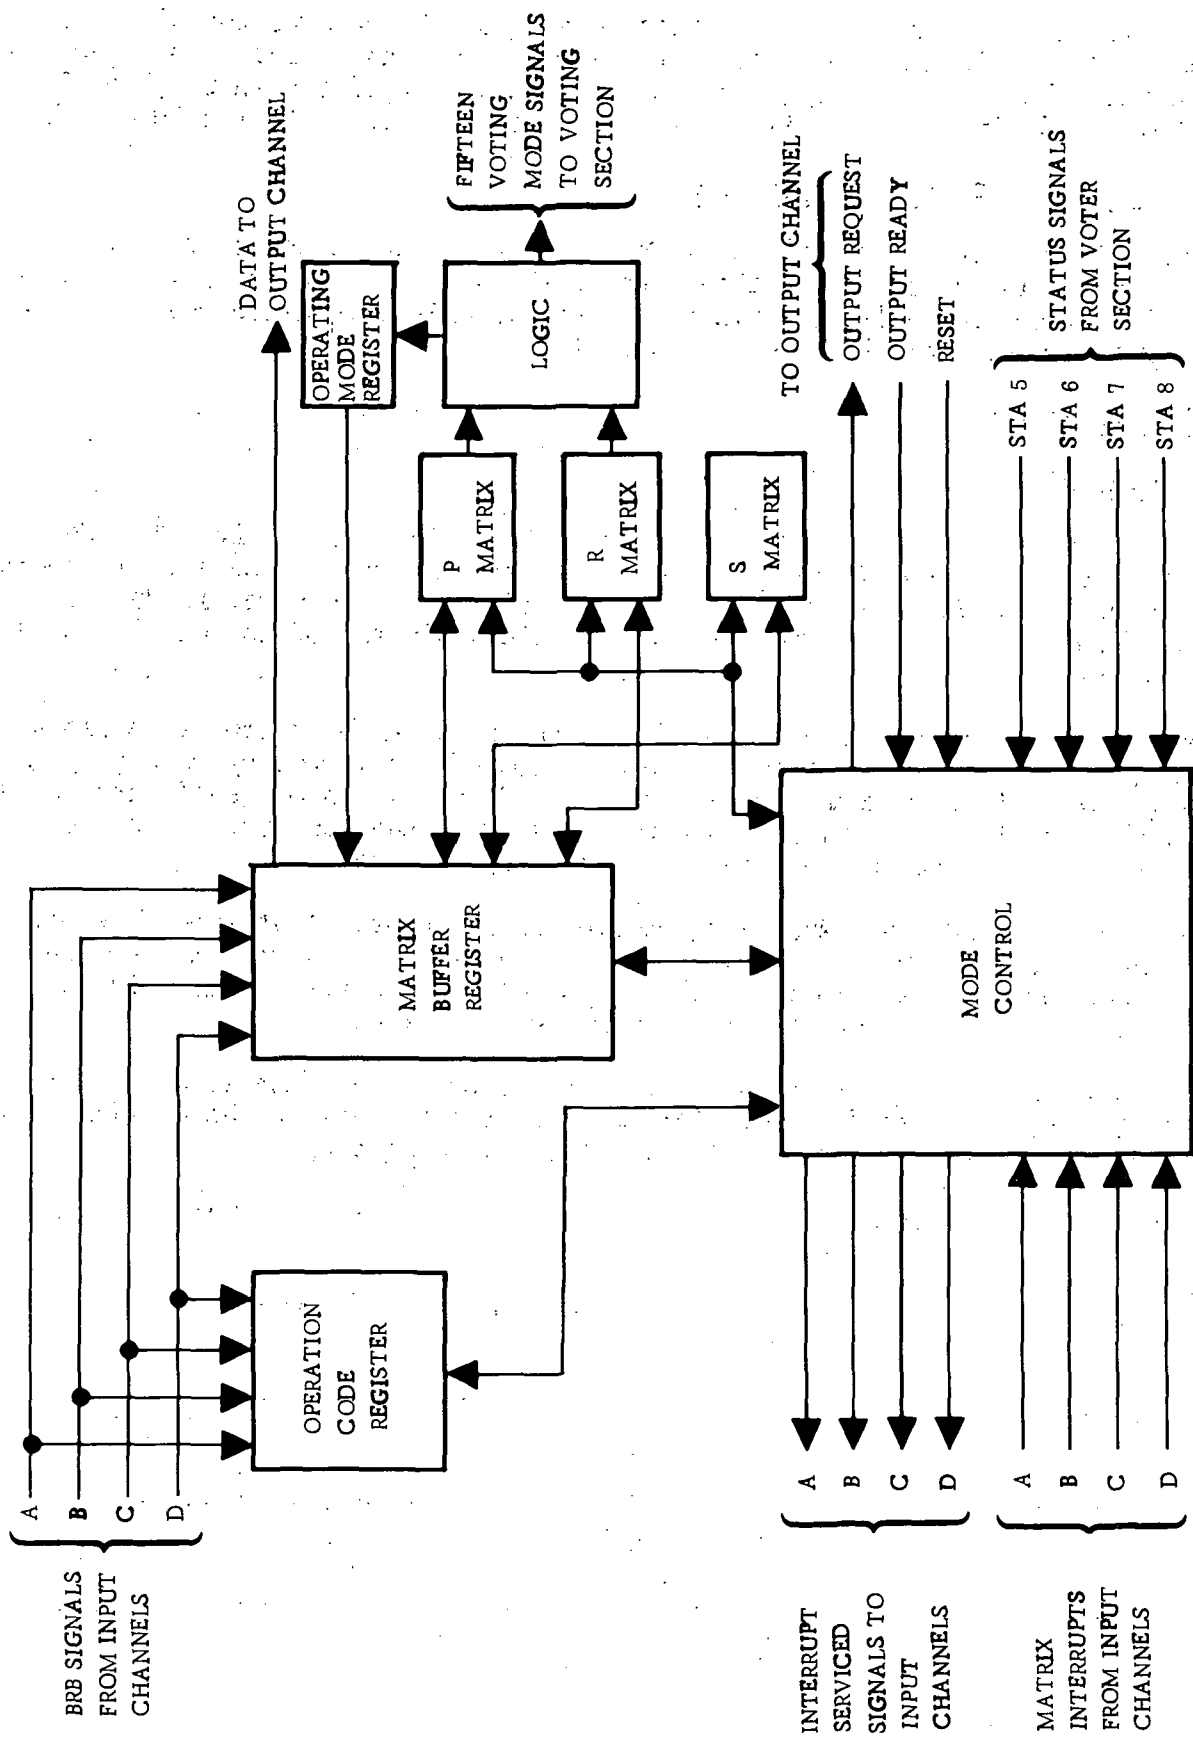 BRB SIGNALS
FROM INPUT
CHANNELS
A
B
C
D
OPERATION
CODE
REGISTER
MATRIX
BUFFER
REGISTER
DATA TO
OUTPUT CHANNEL
OPERATING
MODE
REGISTER
P
MATRIX
R
MATRIX
S
MATRIX
LOGIC
FIFTEEN
VOTING
MODE SIGNALS
TO VOTING
SECTION
INTERRUPT
SERVICED
SIGNALS TO
INPUT
CHANNELS
A
B
C
D
MATRIX
INTERRUPTS
FROM INPUT
CHANNELS
A
B
C
D
MODE
CONTROL
TO OUTPUT CHANNEL
OUTPUT REQUEST
OUTPUT READY
RESET
STA 5
STA 6
STA 7
STA 8
STATUS SIGNALS
FROM VOTER
SECTION